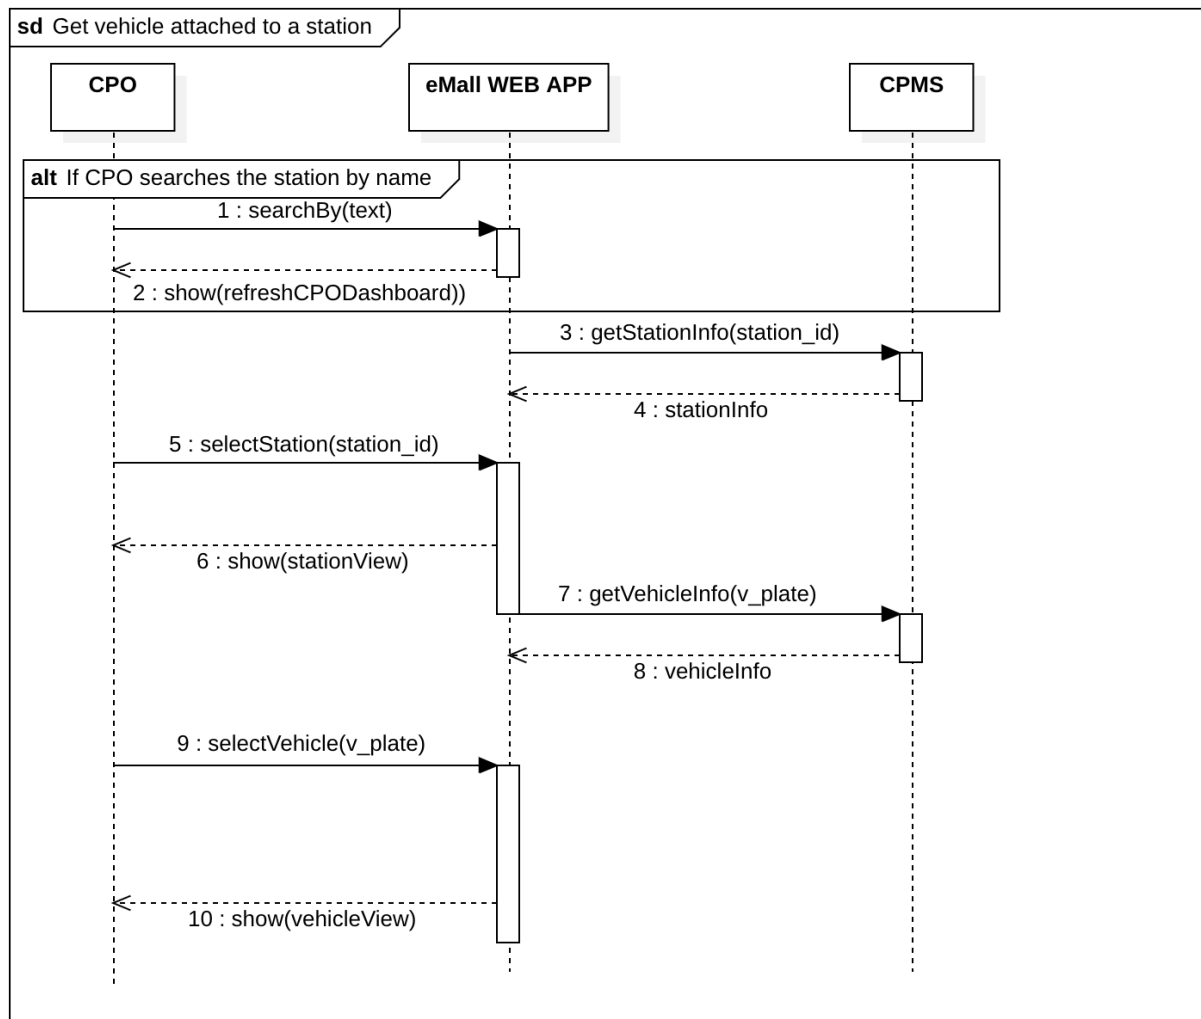 sd Get vehicle attached to a station
CPO
eMall WEB APP
CPMS
alt If CPO searches the station by name
1 : searchBy(text)
2 : show(refreshCPODashboard))
3 : getStationInfo(station_id)
4 : stationInfo
5 : selectStation(station_id)
6 : show(stationView)
7 : getVehicleInfo(v_plate)
8 : vehicleInfo
9 : selectVehicle(v_plate)
10 : show(vehicleView)